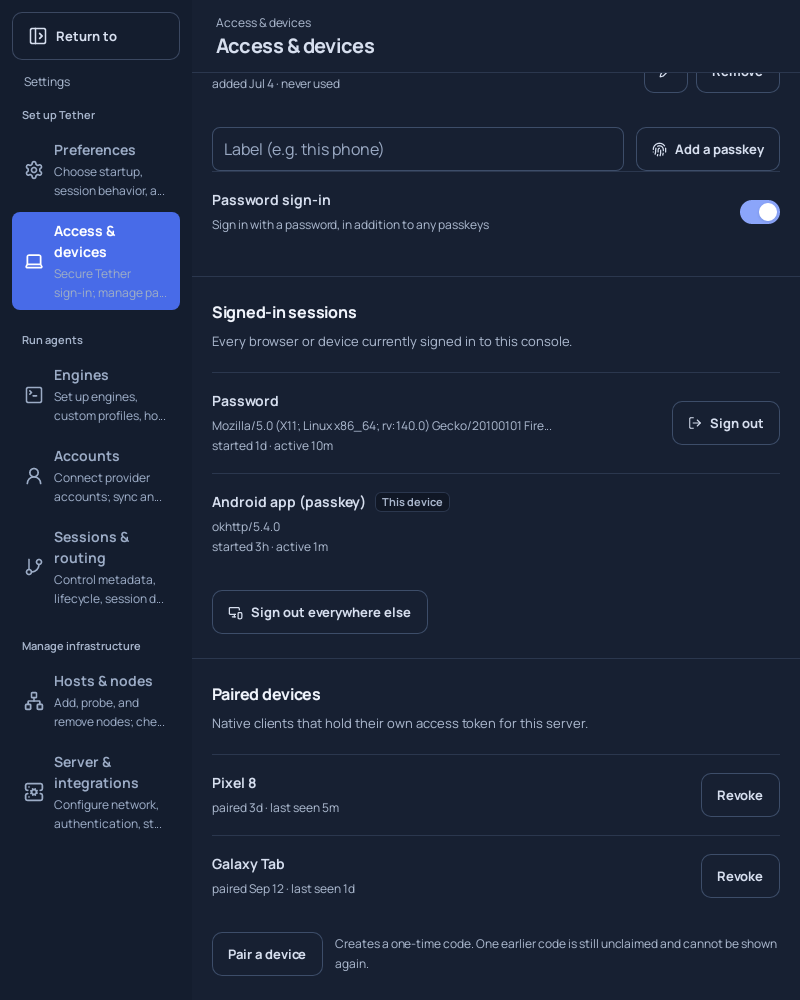 Return to
Settings
Set up Tether
Preferences
Choose startup,
session behavior, a...
Access &
devices
Secure Tether
sign-in; manage pa...
Run agents
Engines
Set up engines,
custom profiles, ho...
Accounts
Connect provider
accounts; sync an...
Sessions &
routing
Control metadata,
lifecycle, session d...
Manage infrastructure
Hosts & nodes
Add, probe, and
remove nodes; che...
Server &
integrations
Configure network,
authentication, st...
Access & devices
Access & devices
added Jul 4 · never used
Remove
Label (e.g. this phone)
Add a passkey
Password sign-in
Sign in with a password, in addition to any passkeys
Signed-in sessions
Every browser or device currently signed in to this console.
Password
Mozilla/5.0 (X11; Linux x86_64; rv:140.0) Gecko/20100101 Fire...
started 1d · active 10m
Sign out
Android app (passkey)
This device
okhttp/5.4.0
started 3h · active 1m
Sign out everywhere else
Paired devices
Native clients that hold their own access token for this server.
Pixel 8
paired 3d · last seen 5m
Revoke
Galaxy Tab
paired Sep 12 · last seen 1d
Revoke
Pair a device
Creates a one-time code. One earlier code is still unclaimed and cannot be shown
again.